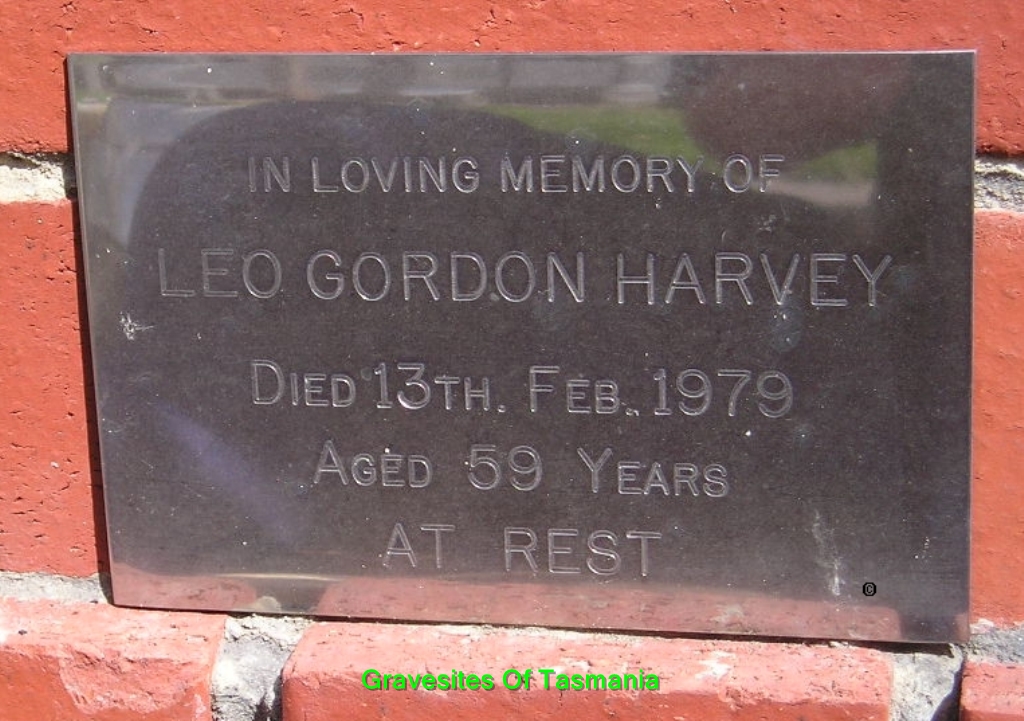 IN LOVING MEMORY OF
LEO GORDON HARVEY
DIED 13TH. FEB., 1979
AGED 59 YEARS
AT REST
©
Gravesites Of Tasmania